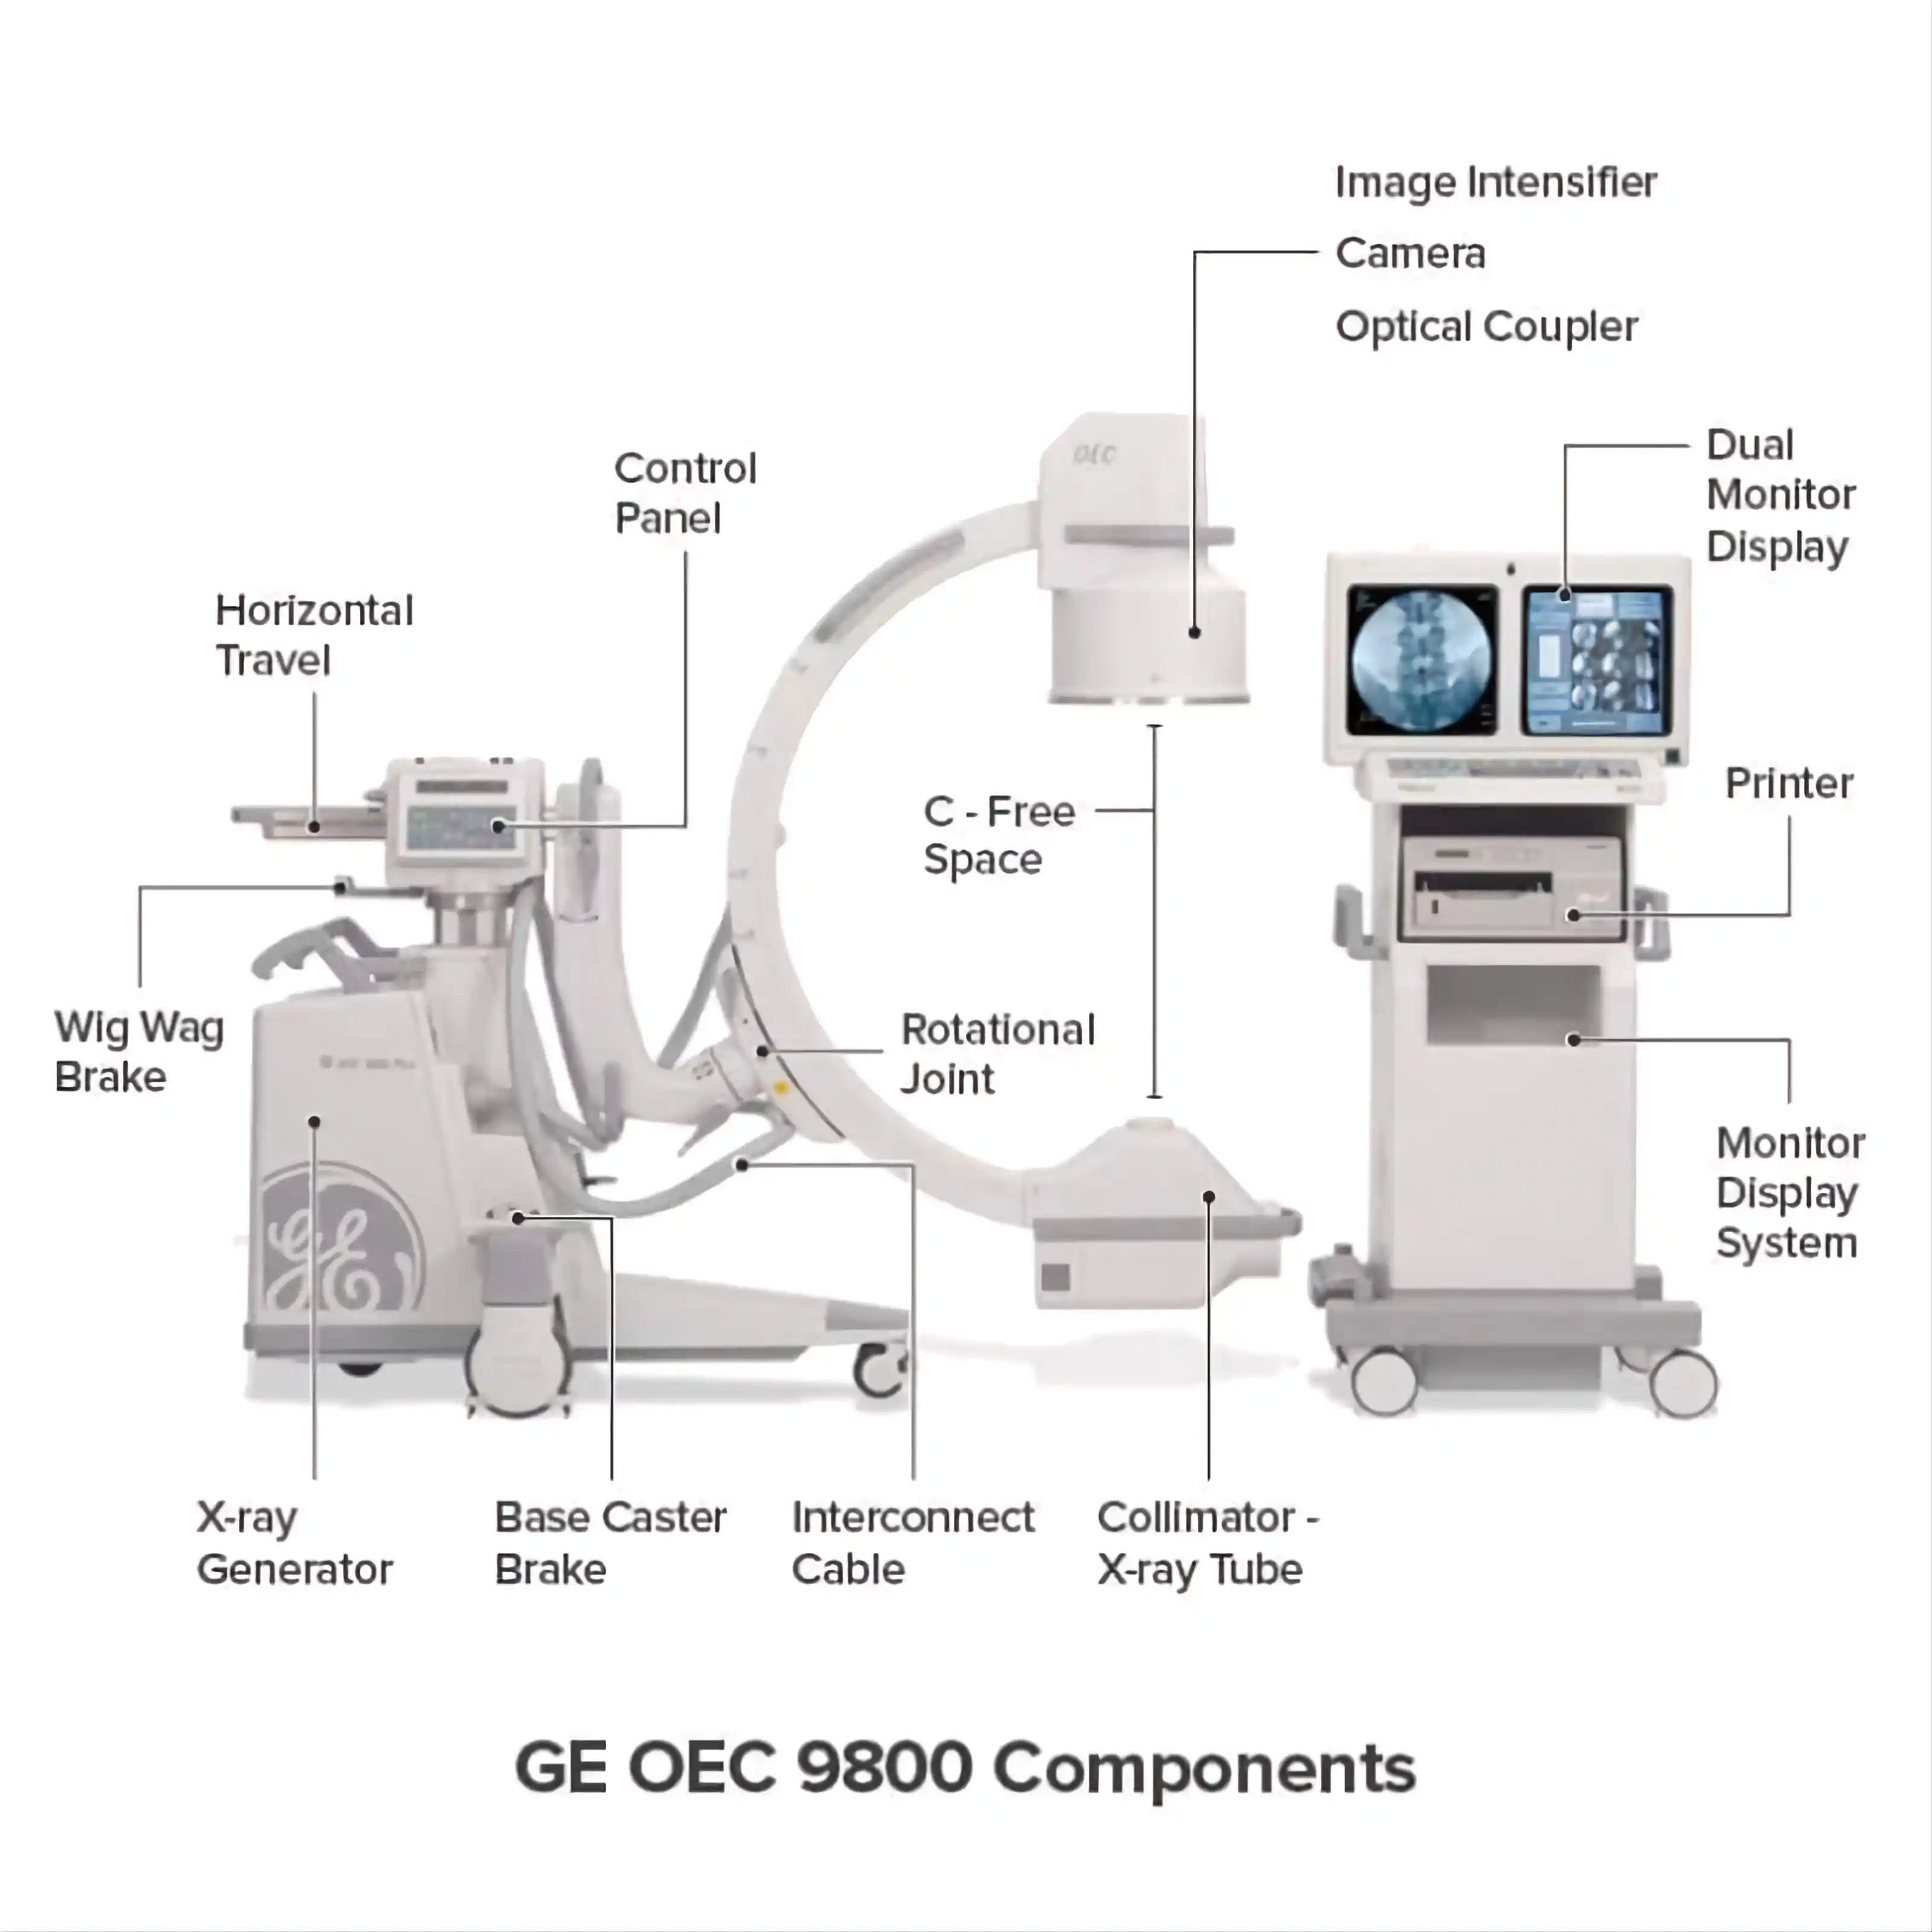 Image Intensifier
Camera
Optical Coupler
Dual
Monitor
Display
Control
Panel
OEC
Horizontal
Travel
Printer
C - Free
Space
Wig Wag
Brake
Rotational
Joint
Monitor
Display
System
GE
X-ray
Generator
Base Caster
Brake
Interconnect
Cable
Collimator -
X-ray Tube
GE OEC 9800 Components